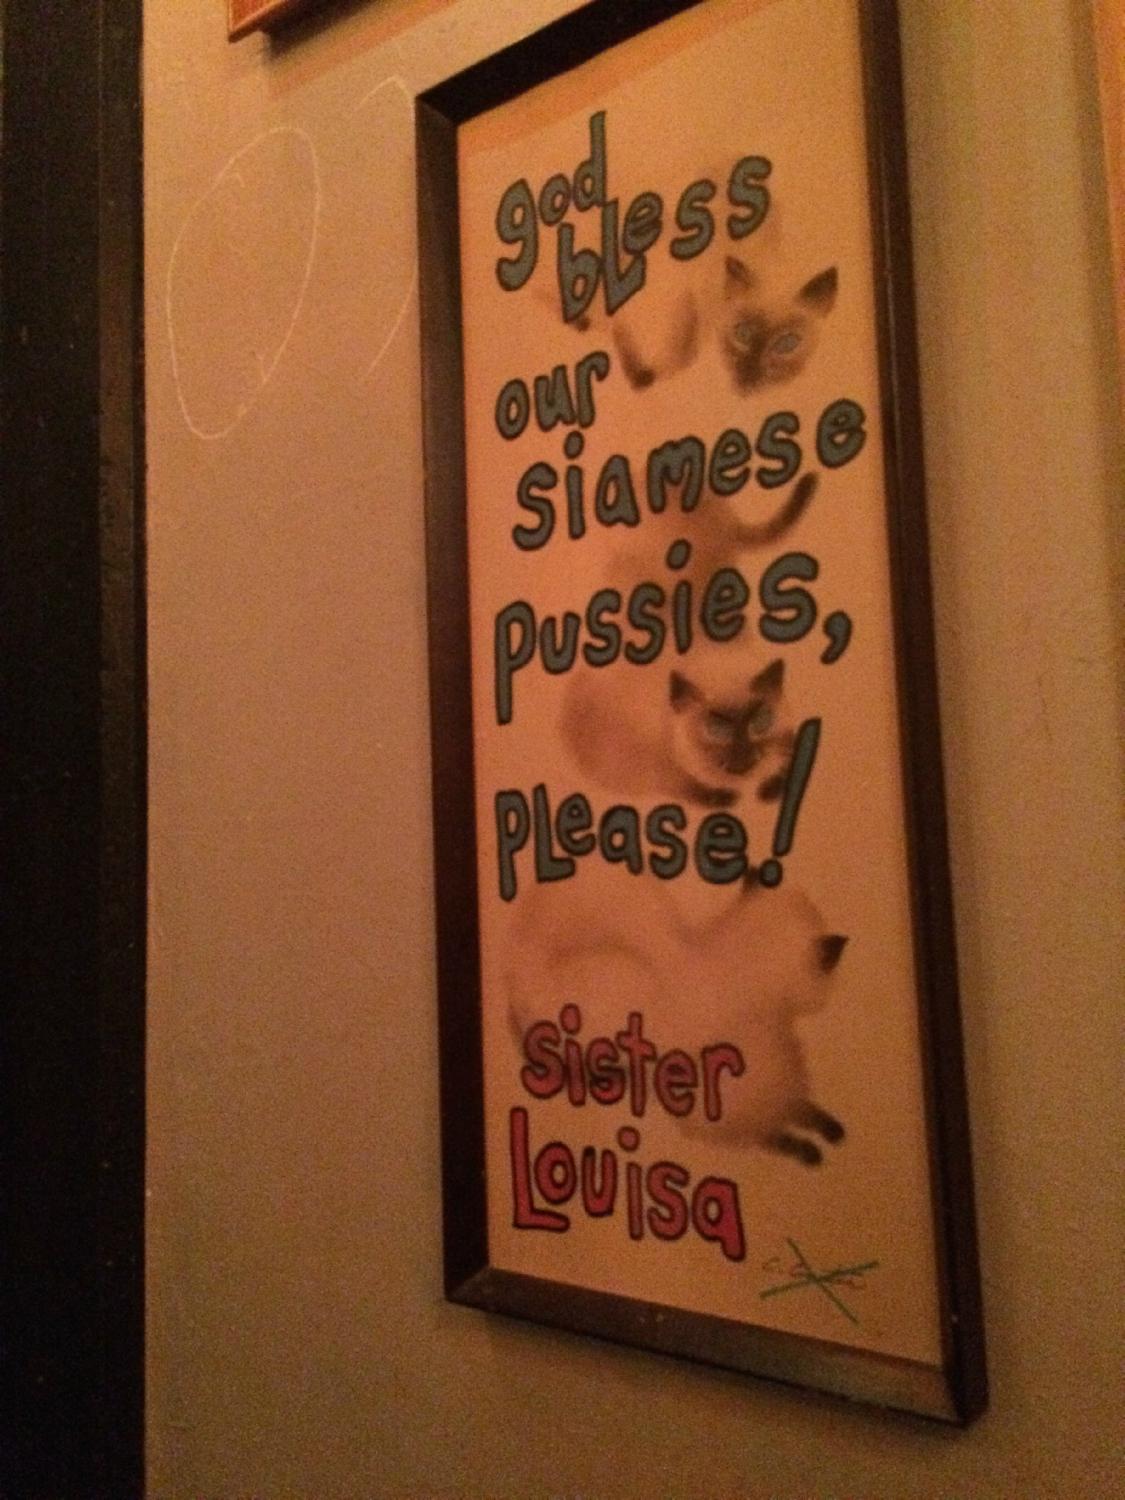 god
bless
our
siamese
pussies,
please!
sister
Louisa